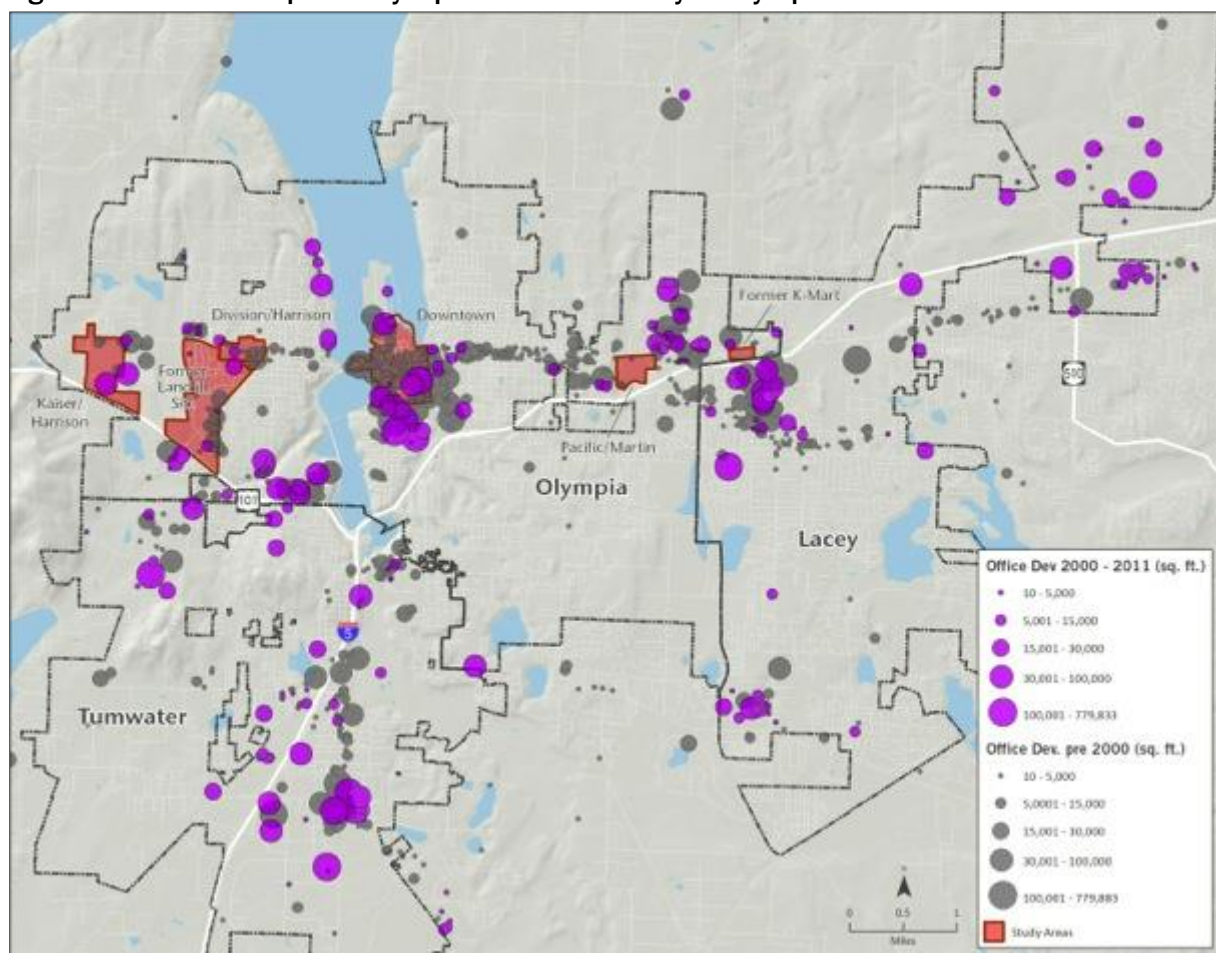 Division/Harrison
Downtown
Former K-Mart
Former
Landfill
Site
Kaiser/
Harrison
Pacific/Martin
510
101
Olympia
Lacey
5
Tumwater
Office Dev 2000 - 2011 (sq. ft.)
10 - 5,000
5,001 - 15,000
15,001 - 30,000
30,001 - 100,000
100,001 - 779,833
Office Dev. pre 2000 (sq. ft.)
10 - 5,000
5,0001 - 15,000
15,001 - 30,000
30,001 - 100,000
100,001 - 779,883
Study Areas
0 0.5 1
Miles